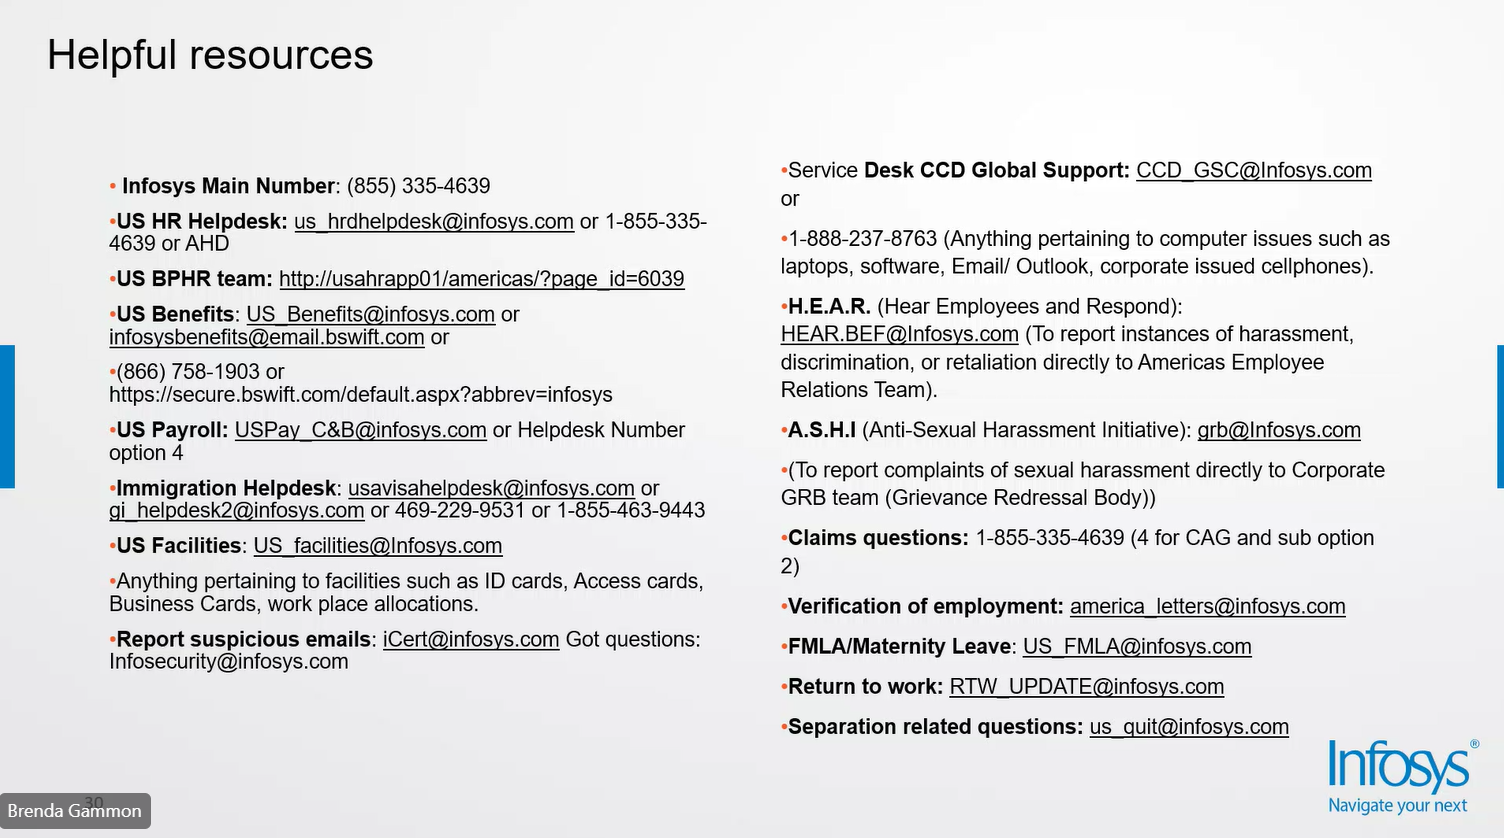 Helpful resources
• Infosys Main Number: (855) 335-4639
•US HR Helpdesk: us_hrdhelpdesk@infosys.com or 1-855-335-
4639 or AHD
•US BPHR team: http://usahrapp01/americas/?page_id=6039
•US Benefits: US_Benefits@infosys.com or
infosysbenefits@email.bswift.com or
•(866) 758-1903 or
https://secure.bswift.com/default.aspx?abbrev=infosys
•US Payroll: USPay_C&B@infosys.com or Helpdesk Number
option 4
•Immigration Helpdesk: usavisahelpdesk@infosys.com or
gi_helpdesk2@infosys.com or 469-229-9531 or 1-855-463-9443
•US Facilities: US_facilities@Infosys.com
•Anything pertaining to facilities such as ID cards, Access cards,
Business Cards, work place allocations.
•Report suspicious emails: iCert@infosys.com Got questions:
Infosecurity@infosys.com
•Service Desk CCD Global Support: CCD_GSC@Infosys.com
or
•1-888-237-8763 (Anything pertaining to computer issues such as
laptops, software, Email/ Outlook, corporate issued cellphones).
•H.E.A.R. (Hear Employees and Respond):
HEAR.BEF@Infosys.com (To report instances of harassment,
discrimination, or retaliation directly to Americas Employee
Relations Team).
•A.S.H.I (Anti-Sexual Harassment Initiative): grb@Infosys.com
•(To report complaints of sexual harassment directly to Corporate
GRB team (Grievance Redressal Body))
•Claims questions: 1-855-335-4639 (4 for CAG and sub option
2)
•Verification of employment: america_letters@infosys.com
•FMLA/Maternity Leave: US_FMLA@infosys.com
•Return to work: RTW_UPDATE@infosys.com
•Separation related questions: us_quit@infosys.com
Infosys®
Navigate your next
30
Brenda Gammon